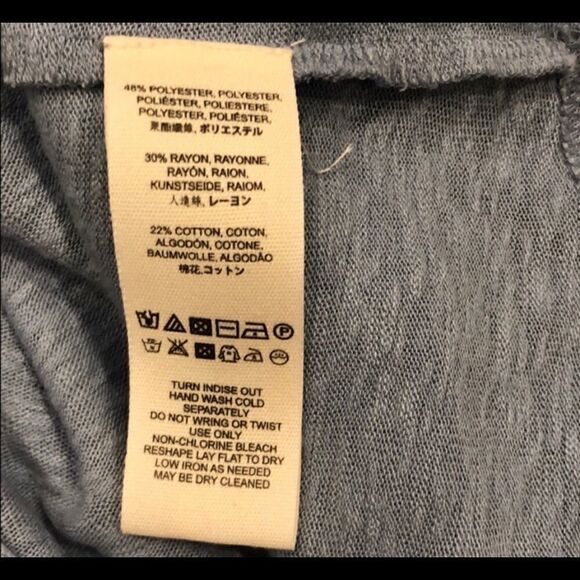 48% POLYESTER, POLYESTER,
POLIÉSTER, POLIESTERE,
POLYESTER, POLIÉSTER,
聚酯纖維, ポリエステル
30% RAYON, RAYONNE,
RAYÓN, RAION,
KUNSTSEIDE, RAIOM,
人造絲, レーヨン
22% COTTON, COTON,
ALGODÓN, COTONE,
BAUMWOLLE, ALGODÃO
棉花, コットン
P
TURN INDISE OUT
HAND WASH COLD
SEPARATELY
DO NOT WRING OR TWIST
USE ONLY
NON-CHLORINE BLEACH
RESHAPE LAY FLAT TO DRY
LOW IRON AS NEEDED
MAY BE DRY CLEANED